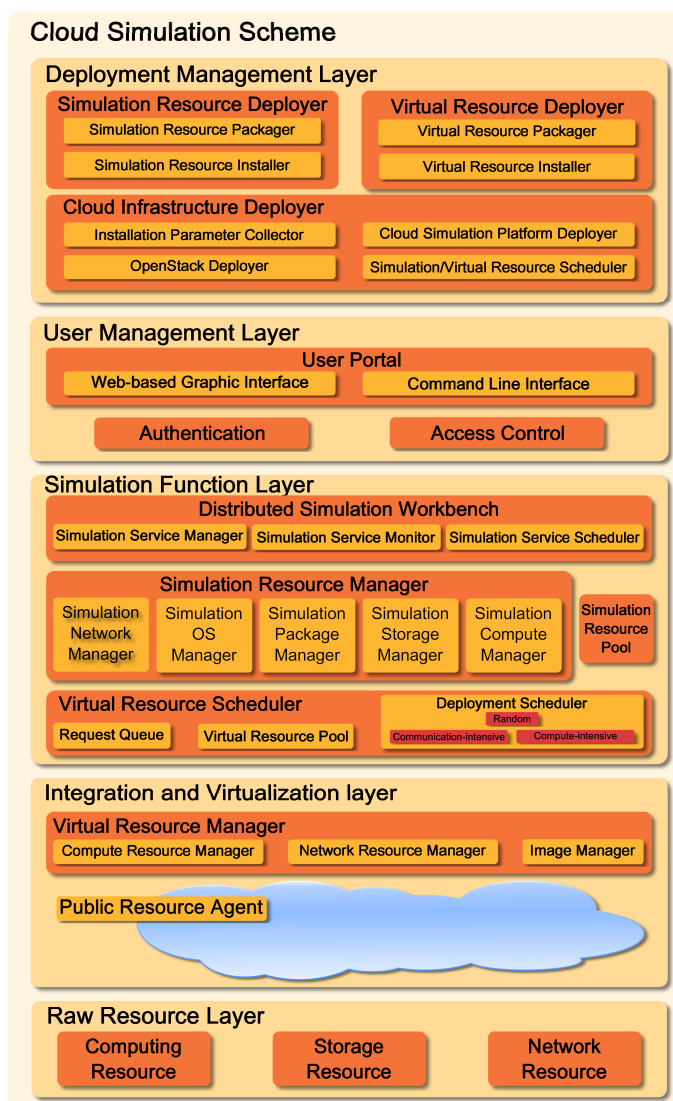 Cloud Simulation Scheme
Deployment Management Layer
Simulation Resource Deployer
Simulation Resource Packager
Simulation Resource Installer
Virtual Resource Deployer
Virtual Resource Packager
Virtual Resource Installer
Cloud Infrastructure Deployer
Installation Parameter Collector
Cloud Simulation Platform Deployer
OpenStack Deployer
Simulation/Virtual Resource Scheduler
User Management Layer
User Portal
Web-based Graphic Interface
Command Line Interface
Authentication
Access Control
Simulation Function Layer
Distributed Simulation Workbench
Simulation Service Manager
Simulation Service Monitor
Simulation Service Scheduler
Simulation Resource Manager
Simulation
Network
Manager
Simulation
OS
Manager
Simulation
Package
Manager
Simulation
Storage
Manager
Simulation
Compute
Manager
Simulation
Resource
Pool
Virtual Resource Scheduler
Request Queue
Virtual Resource Pool
Deployment Scheduler
Random
Communication-intensive
Compute-intensive
Integration and Virtualization layer
Virtual Resource Manager
Compute Resource Manager
Network Resource Manager
Image Manager
Public Resource Agent
Raw Resource Layer
Computing
Resource
Storage
Resource
Network
Resource